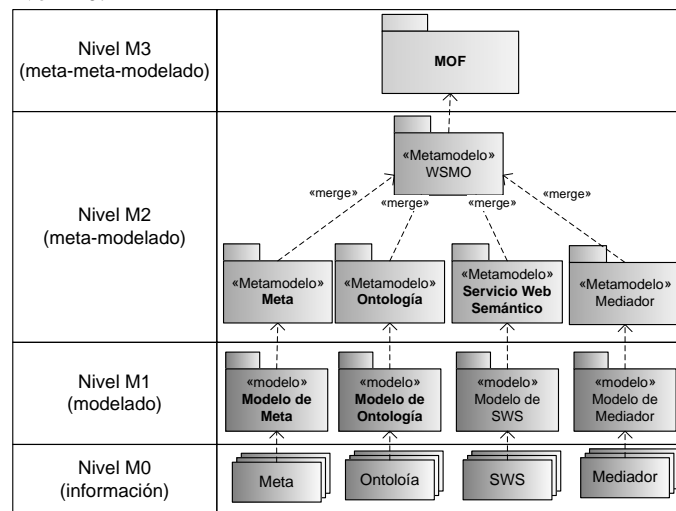 Nivel M3
(meta-meta-modelado)
MOF
Nivel M2
(meta-modelado)
«Metamodelo»
WSMO
«merge»
«merge»
«merge»
«merge»
«Metamodelo»
Meta
«Metamodelo»
Ontología
«Metamodelo»
Servicio Web
Semántico
«Metamodelo»
Mediador
Nivel M1
(modelado)
«modelo»
Modelo de
Meta
«modelo»
Modelo de
Ontología
«modelo»
Modelo de
SWS
«modelo»
Modelo de
Mediador
Nivel M0
(información)
Meta
Ontoloía
SWS
Mediador